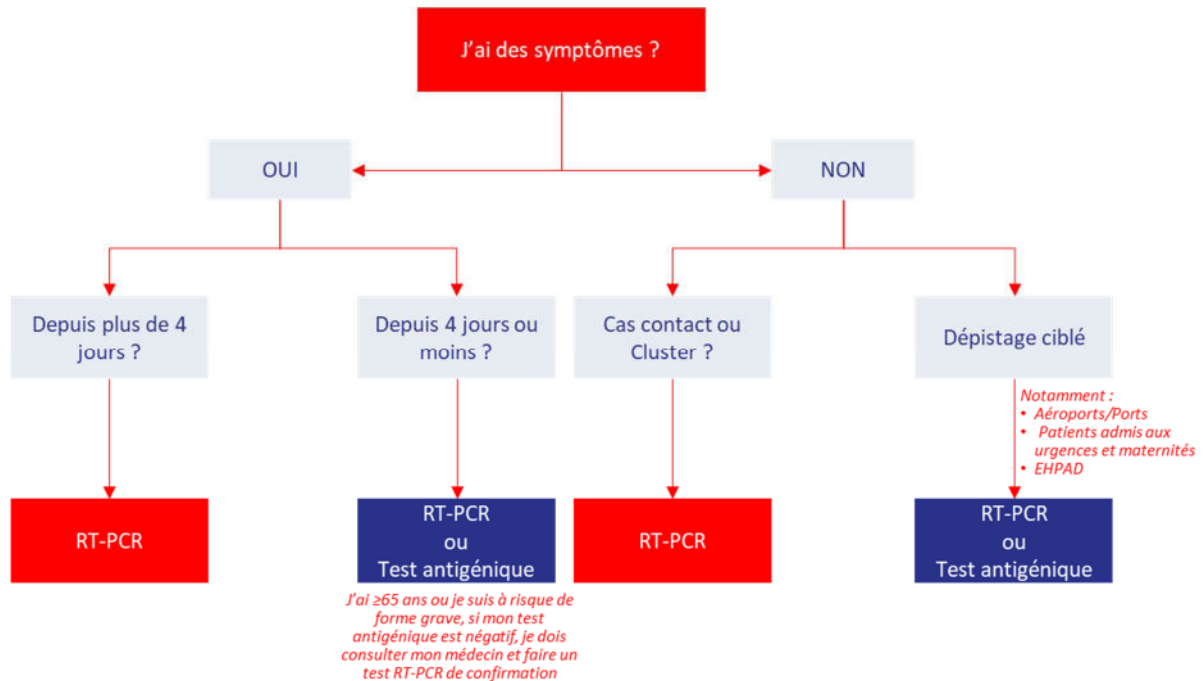 J'ai des symptômes ?
OUI
NON
Depuis plus de 4
jours ?
Depuis 4 jours ou
moins ?
Cas contact ou
Cluster ?
Dépistage ciblé
Notamment :
• Aéroports/Ports
• Patients admis aux
urgences et maternités
• EHPAD
RT-PCR
RT-PCR
ou
Test antigénique
RT-PCR
RT-PCR
ou
Test antigénique
J'ai ≥65 ans ou je suis à risque de
forme grave, si mon test
antigénique est négatif, je dois
consulter mon médecin et faire un
test RT-PCR de confirmation